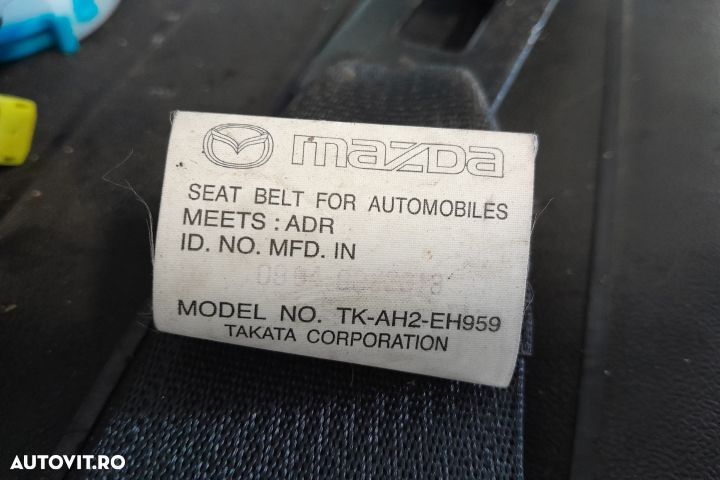 mazda
SEAT BELT FOR AUTOMOBILES
MEETS : ADR
ID. NO. MFD. IN
MODEL NO. TK-AH2-EH959
TAKATA CORPORATION
AUTOVIT.RO